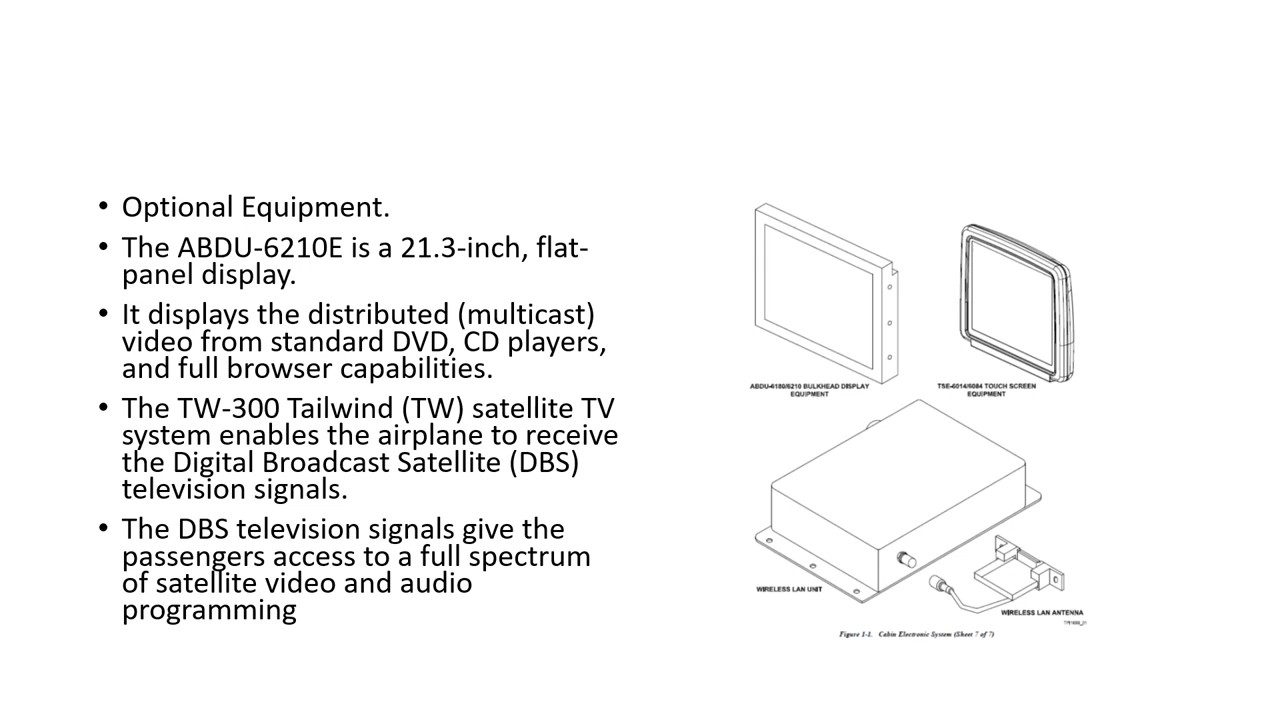 • Optional Equipment.
• The ABDU-6210E is a 21.3-inch, flat-
panel display.
• It displays the distributed (multicast)
video from standard DVD, CD players,
and full browser capabilities.
• The TW-300 Tailwind (TW) satellite TV
system enables the airplane to receive
the Digital Broadcast Satellite (DBS)
television signals.
• The DBS television signals give the
passengers access to a full spectrum
of satellite video and audio
programming
ABDU-6180/6210 BULKHEAD DISPLAY
EQUIPMENT
TSE-6014/6084 TOUCH SCREEN
EQUIPMENT
WIRELESS LAN UNIT
WIRELESS LAN ANTENNA
Figure 1-1. Cabin Electronic System (Sheet 7 of 7)